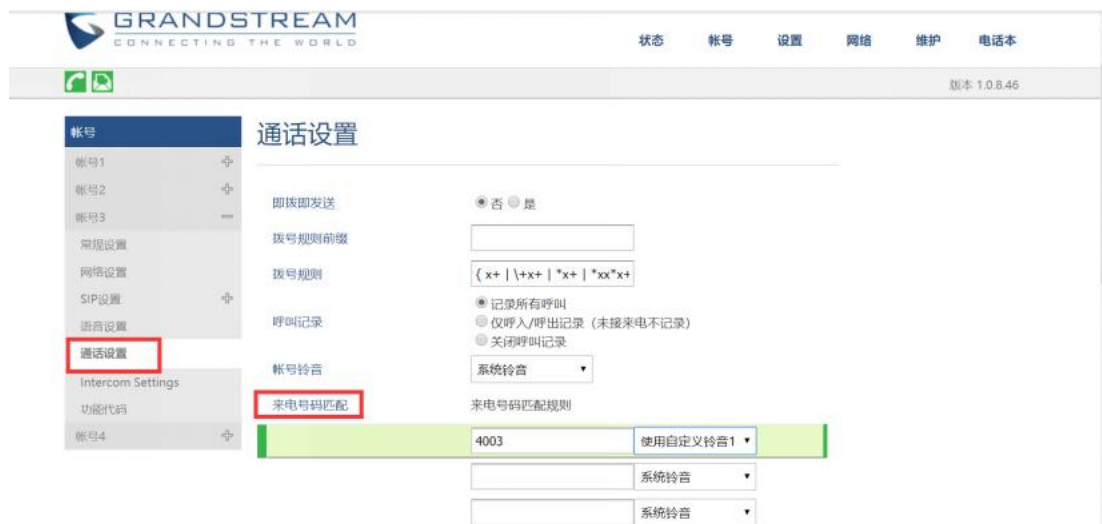 GRANDSTREAM
CONNECTING THE WORLD
状态 帐号 设置 网络 维护 电话本
版本 1.0.8.46
帐号
帐号1
帐号2
帐号3
常规设置
网络设置
SIP设置
语音设置
通话设置
Intercom Settings
功能代码
帐号4
通话设置
即拨即发送 否 是
拨号规则前缀
拨号规则 { x+ | \+x+ | *x+ | *xx*x+
呼叫记录 记录所有呼叫
仅呼入/呼出记录（未接来电不记录）
关闭呼叫记录
帐号铃音 系统铃音
来电号码匹配 来电号码匹配规则
4003 使用自定义铃音1
系统铃音
系统铃音